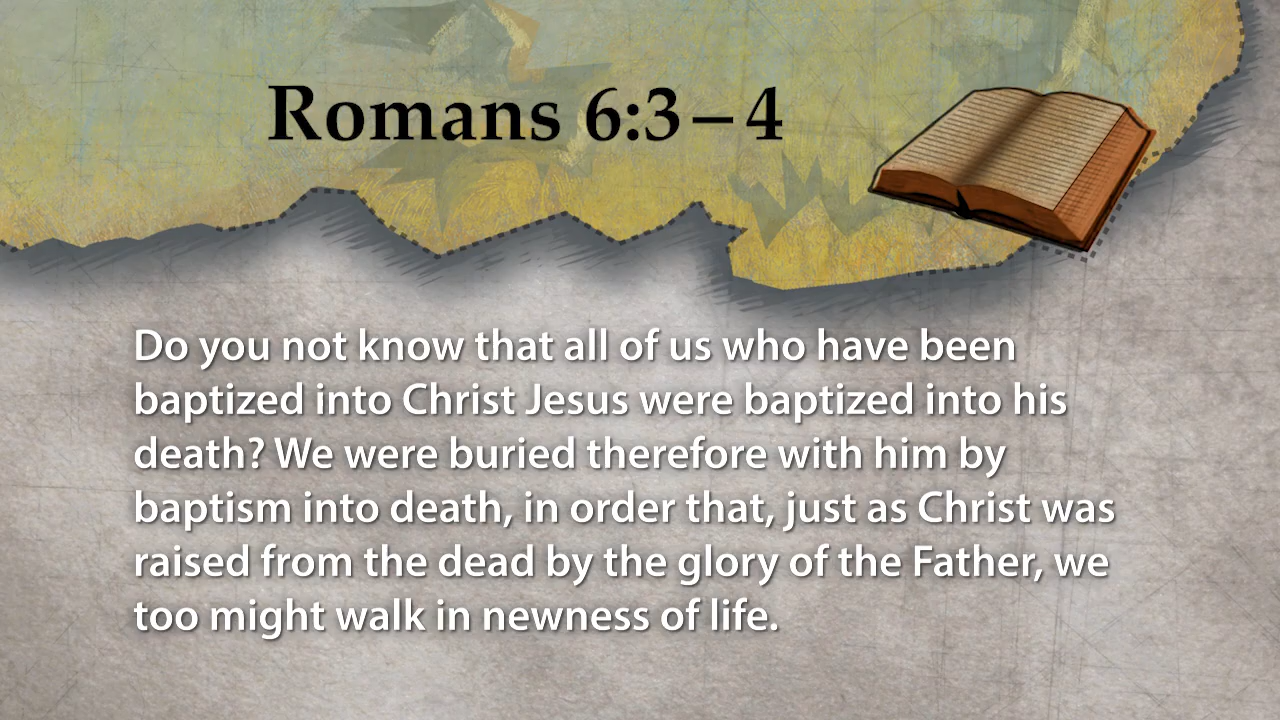 Romans 6:3–4
Do you not know that all of us who have been
baptized into Christ Jesus were baptized into his
death? We were buried therefore with him by
baptism into death, in order that, just as Christ was
raised from the dead by the glory of the Father, we
too might walk in newness of life.